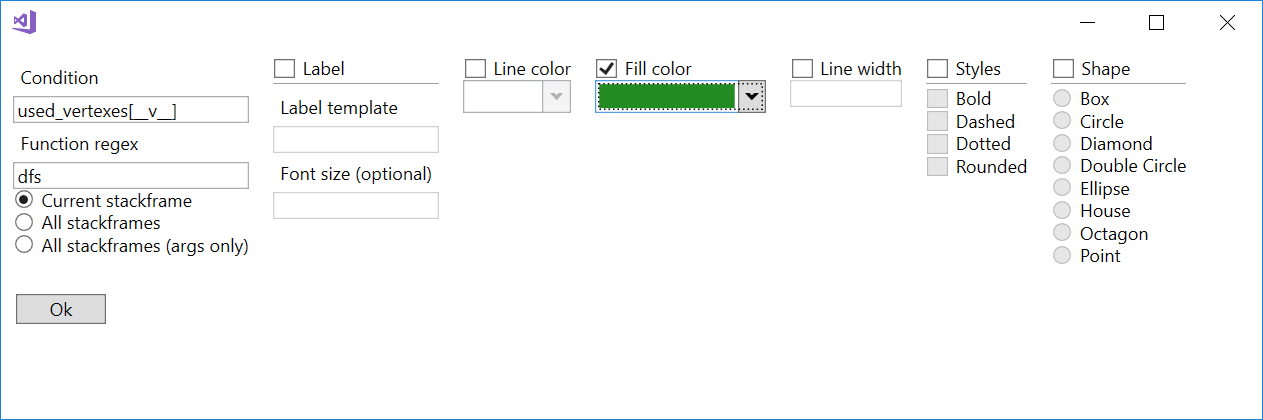 Condition
used_vertexes[__v__]
Function regex
dfs
Current stackframe
All stackframes
All stackframes (args only)
Ok
Label
Label template
Font size (optional)
Line color
Fill color
Line width
Styles
Bold
Dashed
Dotted
Rounded
Shape
Box
Circle
Diamond
Double Circle
Ellipse
House
Octagon
Point